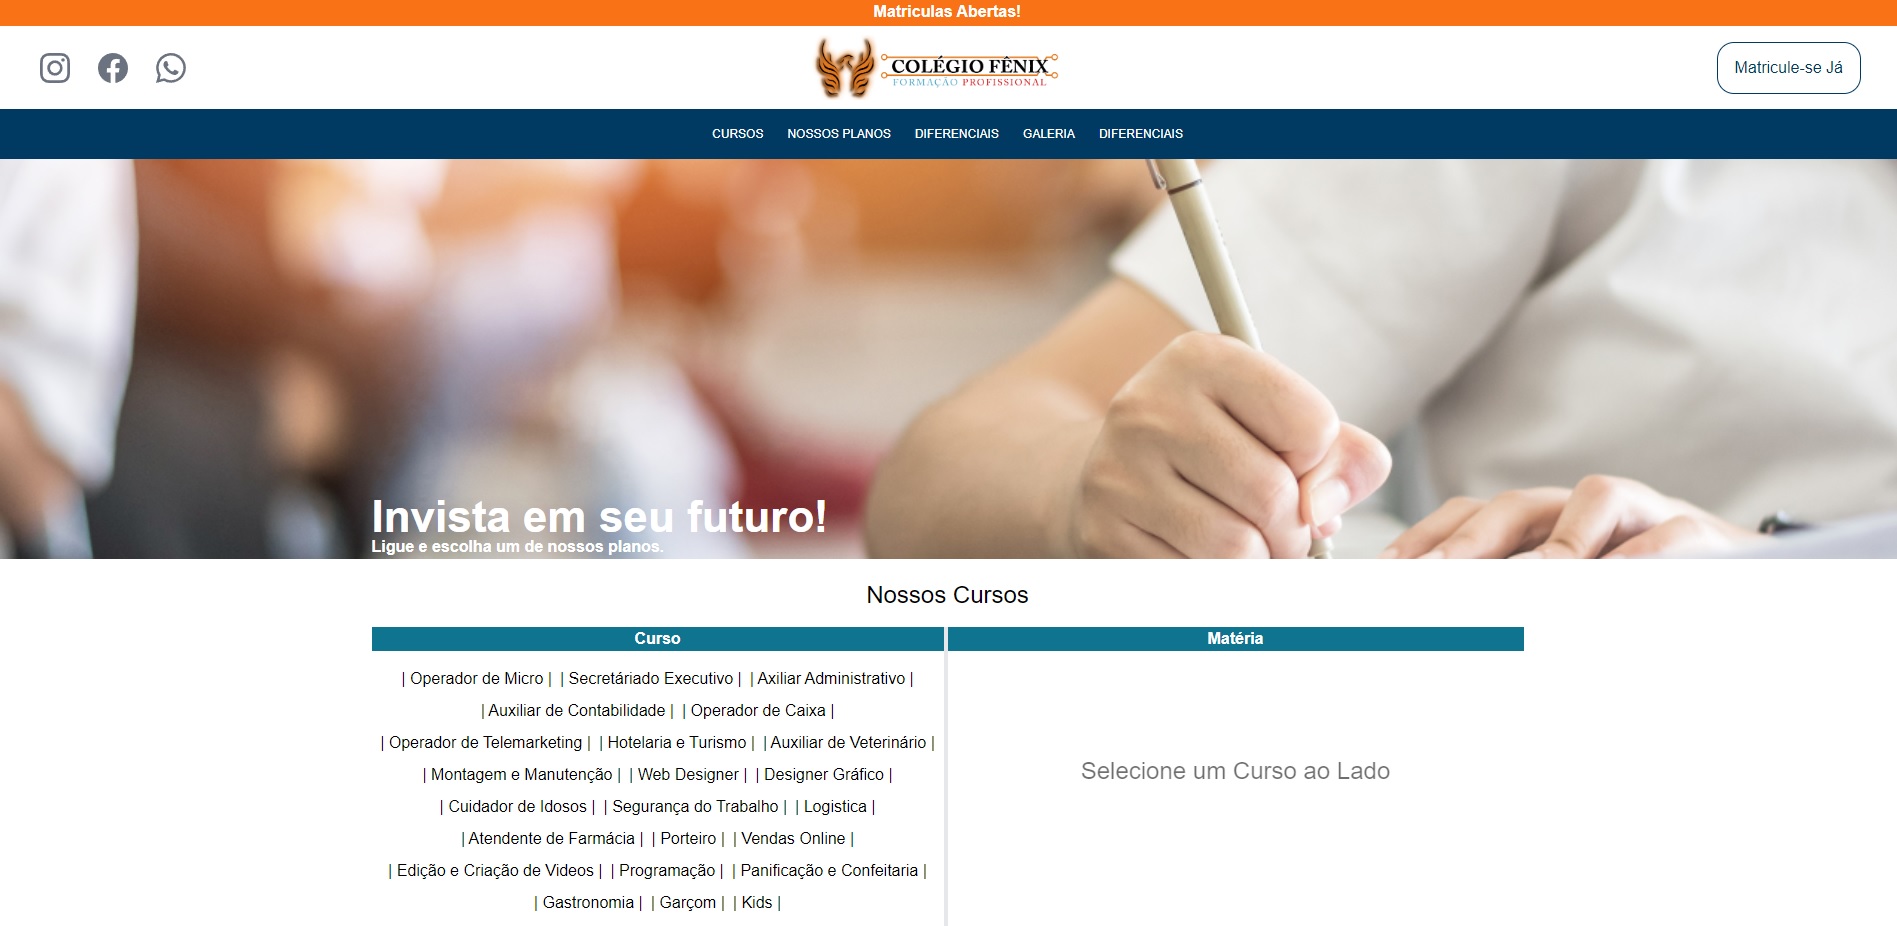 Matriculas Abertas!
COLÉGIO FÊNIX
FORMAÇÃO PROFISSIONAL
Matricule-se Já
CURSOS NOSSOS PLANOS DIFERENCIAIS GALERIA DIFERENCIAIS
Invista em seu futuro!
Ligue e escolha um de nossos planos.
Nossos Cursos
Curso
| Operador de Micro | | Secretáriado Executivo | | Axiliar Administrativo |
| Auxiliar de Contabilidade | | Operador de Caixa |
| Operador de Telemarketing | | Hotelaria e Turismo | | Auxiliar de Veterinário |
| Montagem e Manutenção | | Web Designer | | Designer Gráfico |
| Cuidador de Idosos | | Segurança do Trabalho | | Logistica |
| Atendente de Farmácia | | Porteiro | | Vendas Online |
| Edição e Criação de Videos | | Programação | | Panificação e Confeitaria |
| Gastronomia | | Garçom | | Kids |
Matéria
Selecione um Curso ao Lado